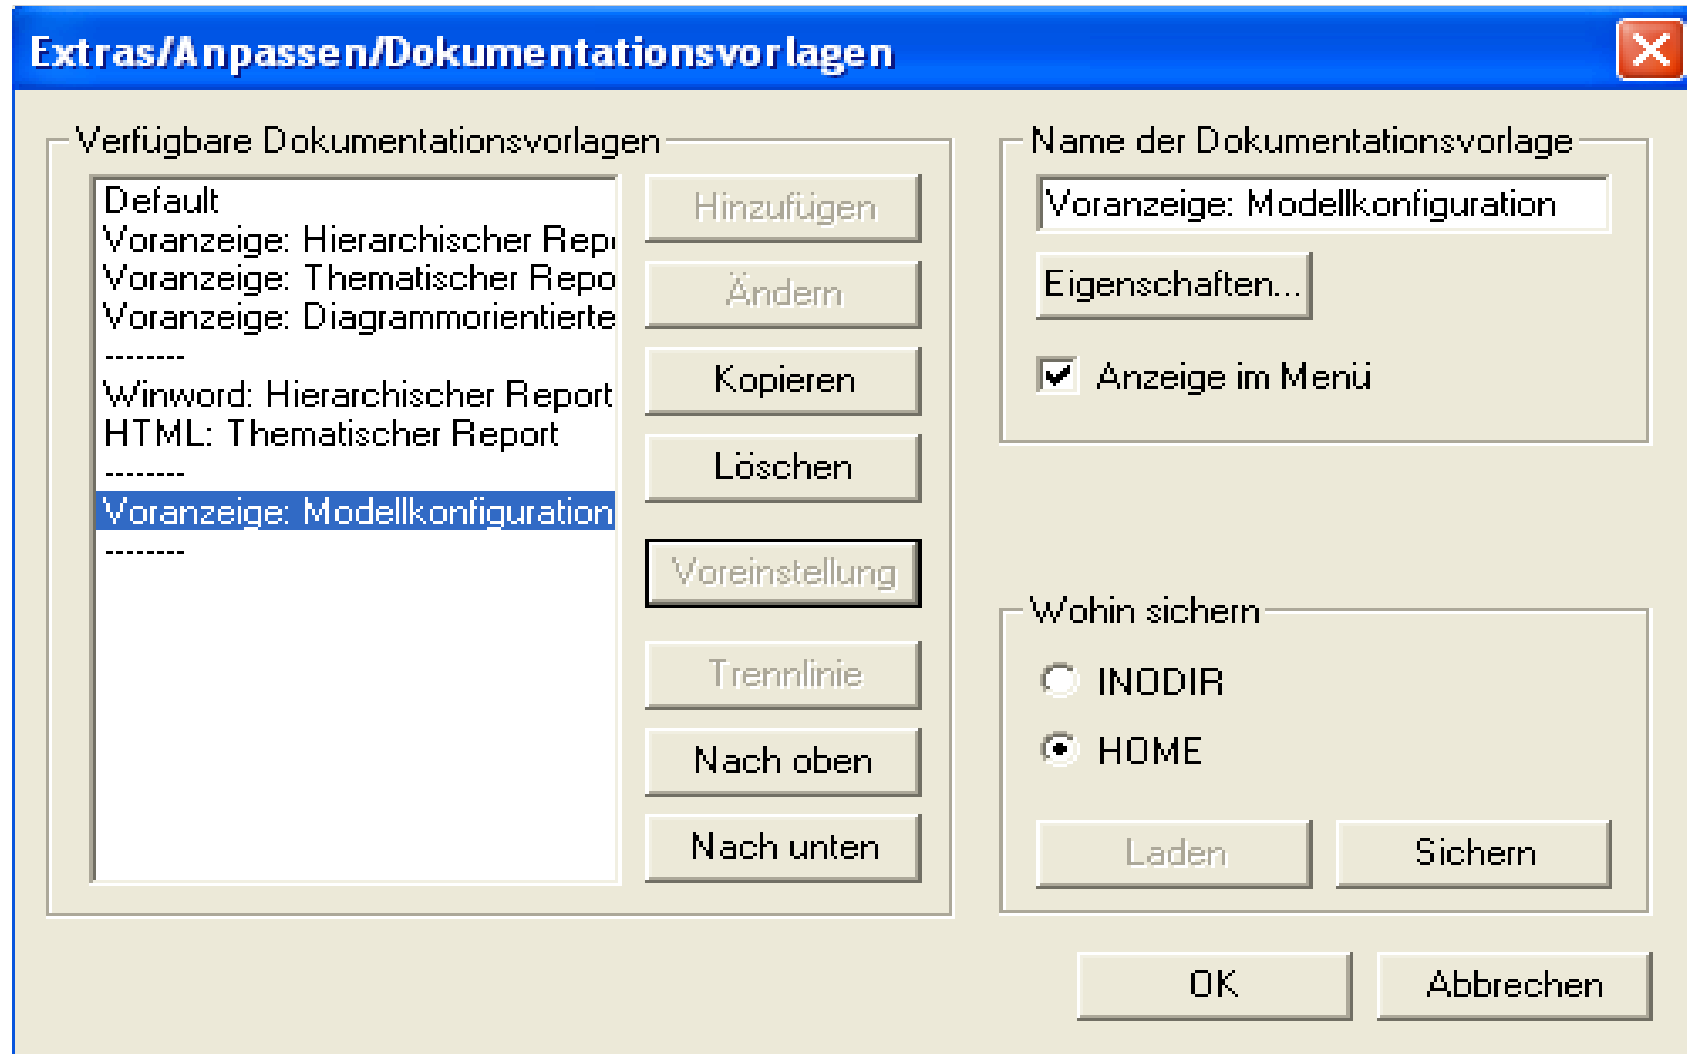 Extras/Anpassen/Dokumentationsvorlagen
Verfügbare Dokumentationsvorlagen
Default
Voranzeige: Hierarchischer Repo
Voranzeige: Thematischer Repo
Voranzeige: Diagrammorientierte
--------
Winword: Hierarchischer Report
HTML: Thematischer Report
--------
Voranzeige: Modellkonfiguration
--------
Hinzufügen
Ändern
Kopieren
Löschen
Voreinstellung
Trennlinie
Nach oben
Nach unten
Name der Dokumentationsvorlage
Voranzeige: Modellkonfiguration
Eigenschaften...
Anzeige im Menü
Wohin sichern
INODIR
HOME
Laden
Sichern
OK
Abbrechen